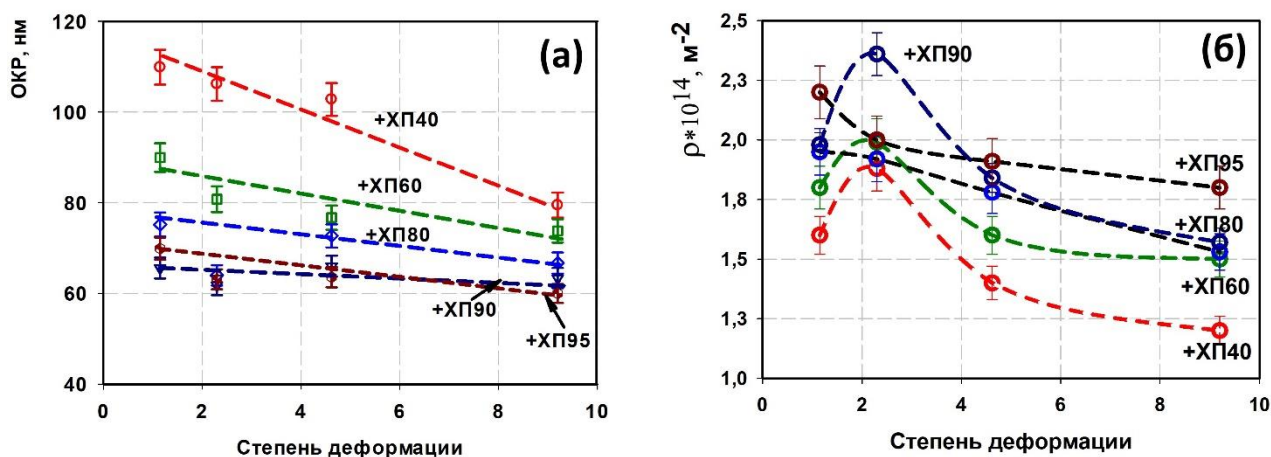 ОКР, нм
120
100
80
60
40
0
2
4
6
8
10
Степень деформации
(а)
+ХП40
+ХП60
+ХП80
+ХП90
+ХП95
ρ*10¹⁴, м⁻²
2,5
2,3
2,0
1,8
1,5
1,3
1,0
0
2
4
6
8
10
Степень деформации
(б)
+ХП90
+ХП95
+ХП80
+ХП60
+ХП40